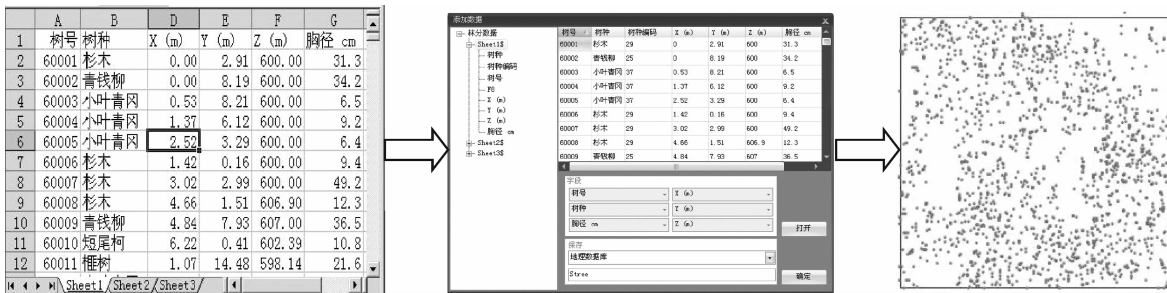 A B D E F G
1 树号 树种 X (m) Y (m) Z (m) 胸径 cm
2 60001 杉木 0.00 2.91 600.00 31.3
3 60002 青钱柳 0.00 8.19 600.00 34.2
4 60003 小叶青冈 0.53 8.21 600.00 6.5
5 60004 小叶青冈 1.37 6.12 600.00 9.2
6 60005 小叶青冈 2.52 3.29 600.00 6.4
7 60006 杉木 1.42 0.16 600.00 9.4
8 60007 杉木 3.02 2.99 600.00 49.2
9 60008 杉木 4.66 1.51 606.90 12.3
10 60009 青钱柳 4.84 7.93 607.00 36.5
11 60010 短尾柯 6.22 0.41 602.39 10.8
12 60011 榧树 1.07 14.48 598.14 21.6
Sheet1 Sheet2 Sheet3
添加数据 x
林分数据
Sheet1$
树种
树种编码
树号
F8
X (m)
Y (m)
Z (m)
胸径 cm
Sheet2$
Sheet3$
树号 树种 树种编码 X (m) Y (m) Z (m) 胸径 cm
60001 杉木 29 0 2.91 600 31.3
60002 青钱柳 25 0 8.19 600 34.2
60003 小叶青冈 37 0.53 8.21 600 6.5
60004 小叶青冈 37 1.37 6.12 600 9.2
60005 小叶青冈 37 2.52 3.29 600 6.4
60006 杉木 29 1.42 0.16 600 9.4
60007 杉木 29 3.02 2.99 600 49.2
60008 杉木 29 4.66 1.51 606.9 12.3
60009 青钱柳 25 4.84 7.93 607 36.5
字段
树号 X (m)
树种 Y (m)
胸径 cm Z (m)
打开
保存
地理数据库
Stree
确定